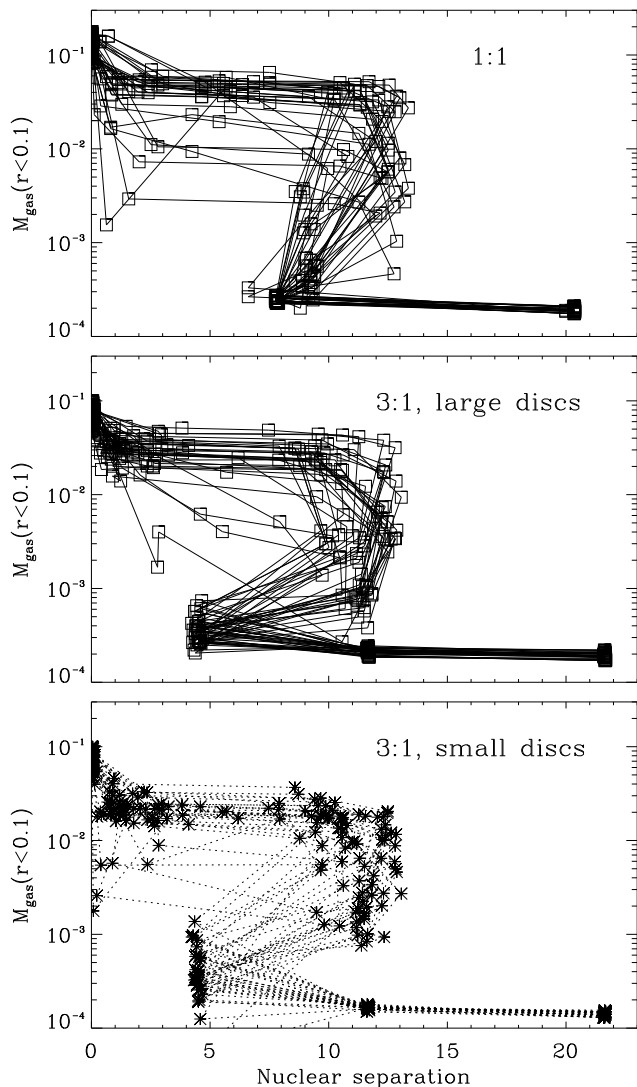 1:1
10⁻¹
10⁻²
10⁻³
10⁻⁴
M_gas(r<0.1)
3:1, large discs
10⁻¹
10⁻²
10⁻³
10⁻⁴
M_gas(r<0.1)
3:1, small discs
10⁻¹
10⁻²
10⁻³
10⁻⁴
M_gas(r<0.1)
0 5 10 15 20
Nuclear separation